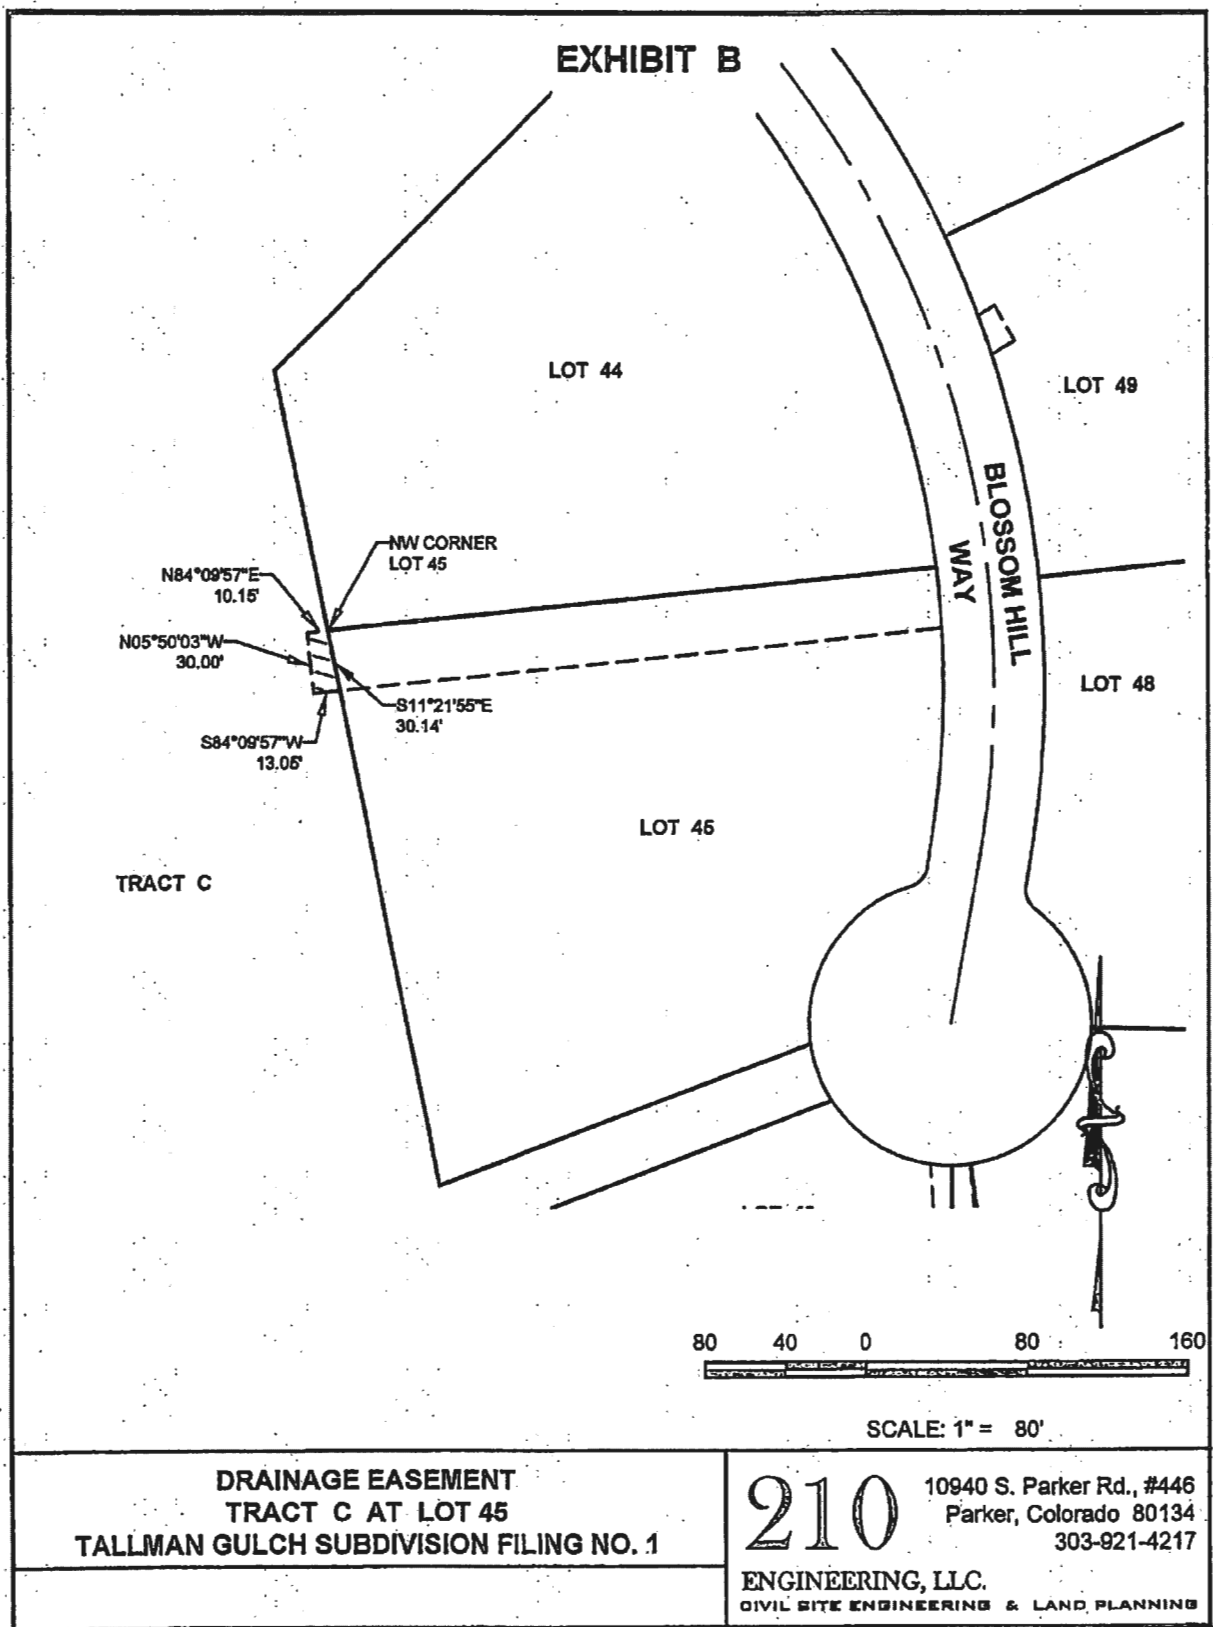 EXHIBIT B
LOT 44
LOT 49
BLOSSOM HILL
WAY
NW CORNER
LOT 45
N84°09'57"E
10.15'
N05°50'03"W
30.00'
S11°21'55"E
30.14'
S84°09'57"W
13.05'
LOT 48
LOT 45
TRACT C
80 40 0 80 160
SCALE: 1" = 80'
DRAINAGE EASEMENT
TRACT C AT LOT 45
TALLMAN GULCH SUBDIVISION FILING NO. 1
210
10940 S. Parker Rd., #446
Parker, Colorado 80134
303-921-4217
ENGINEERING, LLC.
CIVIL SITE ENGINEERING & LAND PLANNING